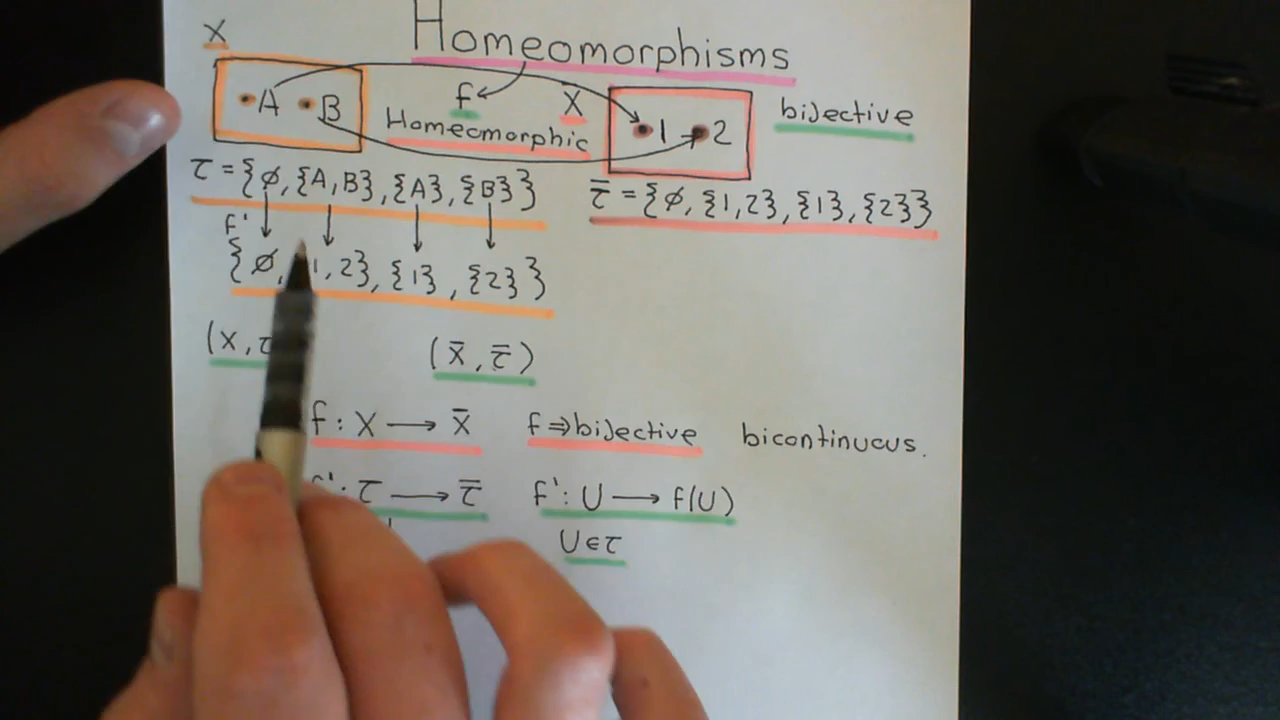 Homeomorphisms
X
A B
f
X
1 2
bijective
Homeomorphic
τ = {∅, {A, B}, {A}, {B}}
τ̅ = {∅, {1, 2}, {1}, {2}}
f'
{∅, 1, 2}, {1}, {2}}
(X, τ
(X̅, τ̅)
f : X ⟶ X̅ f ⇒ bijective bicontinuous.
τ ⟶ τ̅ f' : U ⟶ f(U)
U ∈ τ